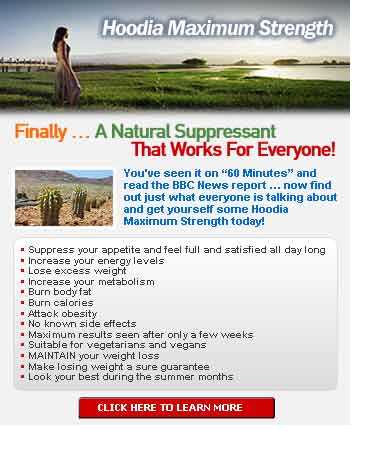 Hoodia Maximum Strength
Finally ... A Natural Suppressant
That Works For Everyone!
You've seen it on “60 Minutes” and
read the BBC News report ... now find
out just what everyone is talking about
and get yourself some Hoodia
Maximum Strength today!
Suppress your appetite and feel full and satisfied all day long
Increase your energy levels
Lose excess weight
Increase your metabolism
Burn body fat
Burn calories
Attack obesity
No known side effects
Maximum results seen after only a few weeks
Suitable for vegetarians and vegans
MAINTAIN your weight loss
Make losing weight a sure guarantee
Look your best during the summer months
CLICK HERE TO LEARN MORE